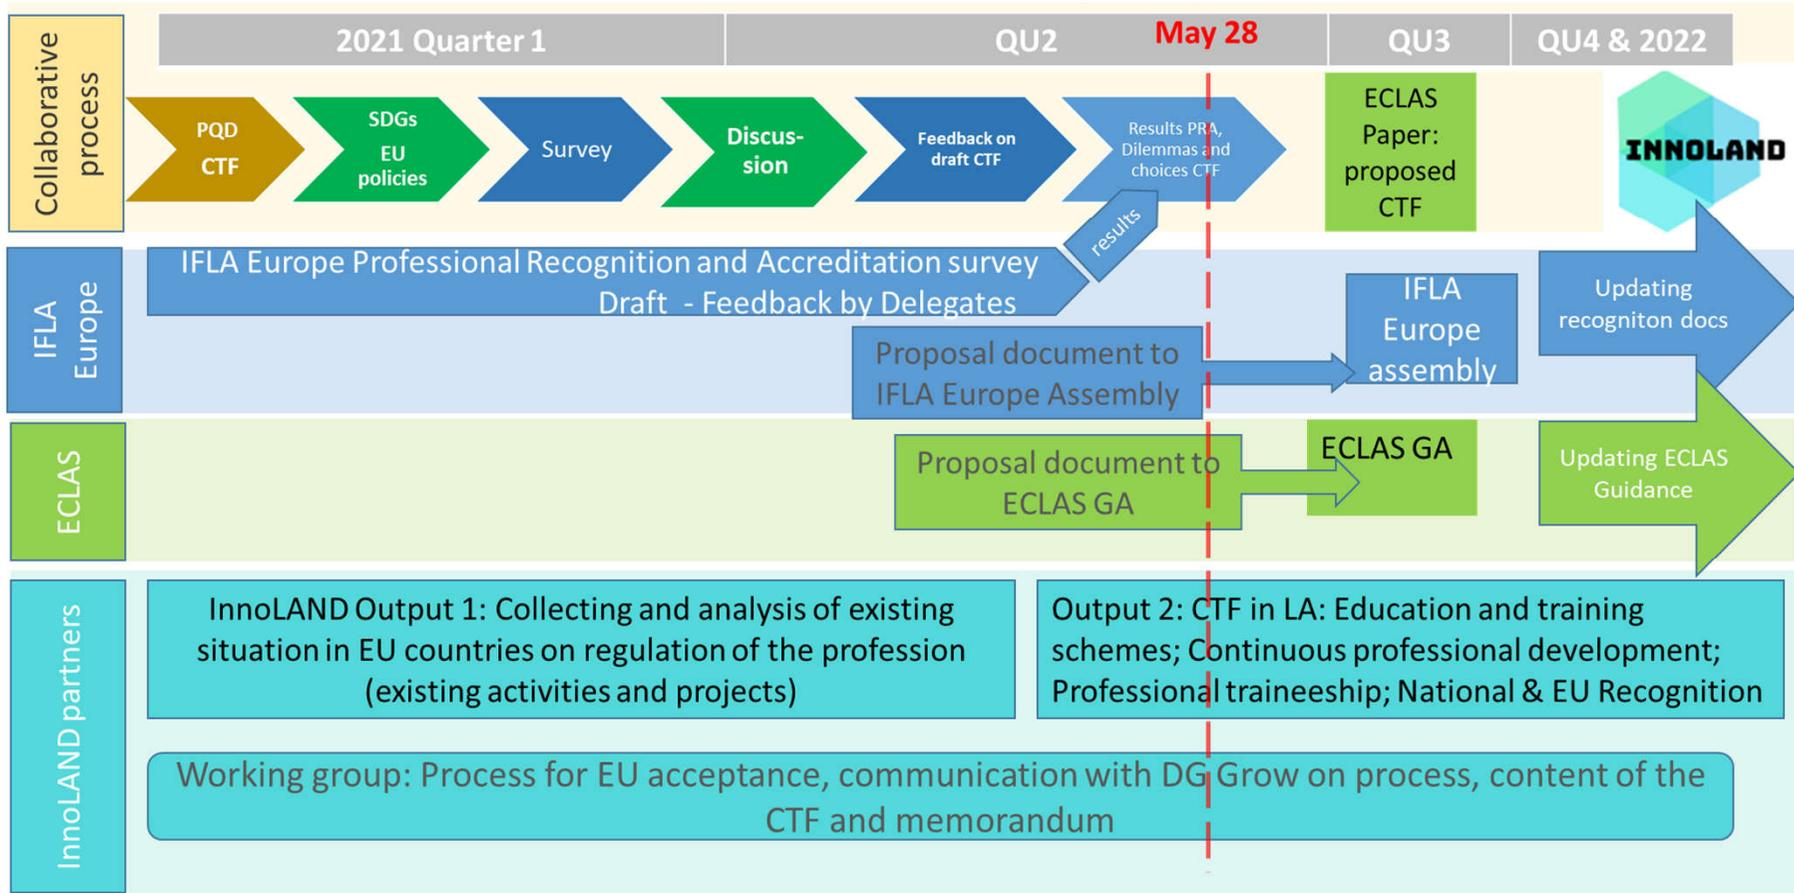 2021 Quarter 1
QU2
May 28
QU3
QU4 & 2022
Collaborative
process
PQD
CTF
SDGs
EU
policies
Survey
Discus-
sion
Feedback on
draft CTF
Results PRA,
Dilemmas and
choices CTF
ECLAS
Paper:
proposed
CTF
INNOLAND
results
IFLA
Europe
IFLA Europe Professional Recognition and Accreditation survey
Draft - Feedback by Delegates
Proposal document to
IFLA Europe Assembly
IFLA
Europe
assembly
Updating
recogniton docs
ECLAS
Proposal document to
ECLAS GA
ECLAS GA
Updating ECLAS
Guidance
InnoLAND partners
InnoLAND Output 1: Collecting and analysis of existing
situation in EU countries on regulation of the profession
(existing activities and projects)
Output 2: CTF in LA: Education and training
schemes; Continuous professional development;
Professional traineeship; National & EU Recognition
Working group: Process for EU acceptance, communication with DG Grow on process, content of the
CTF and memorandum